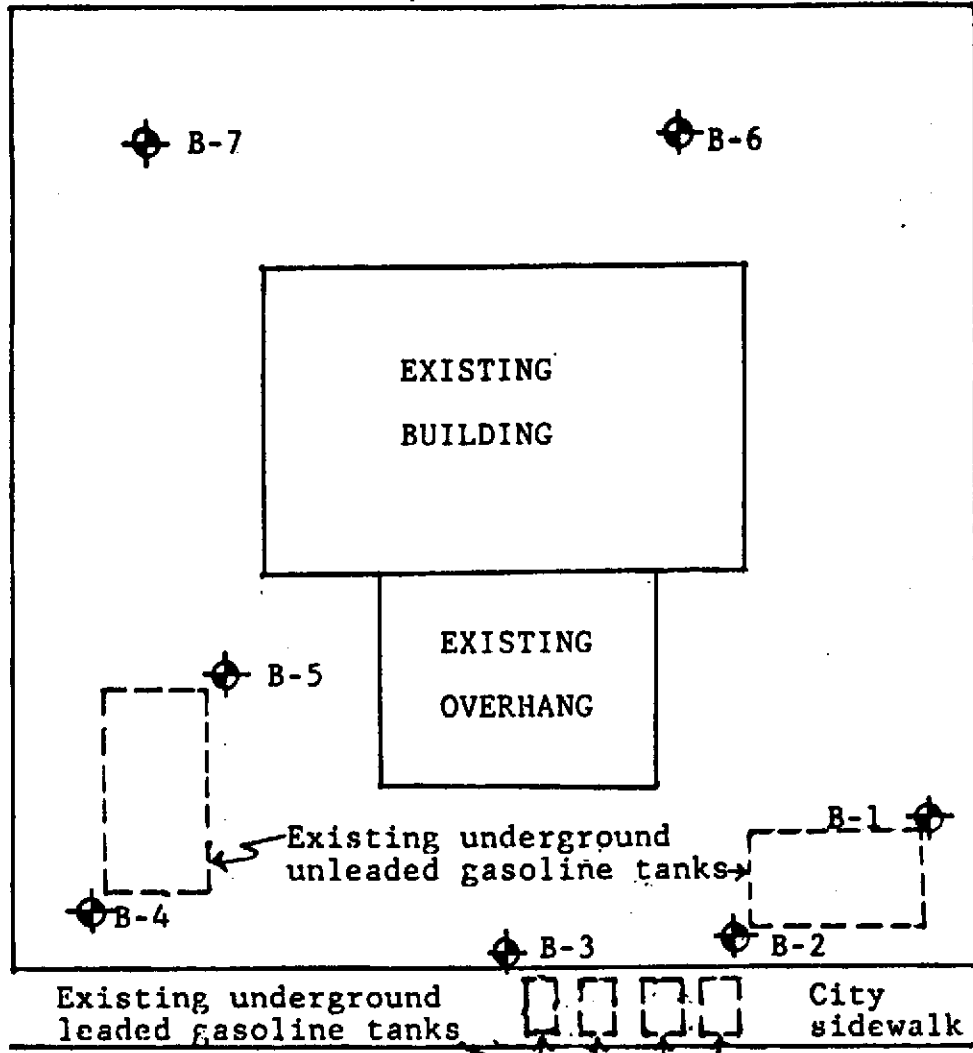 B-7
B-6
EXISTING
BUILDING
EXISTING
OVERHANG
B-5
B-1
Existing underground
unleaded gasoline tanks
B-4
B-2
B-3
Existing underground
leaded gasoline tanks
City
sidewalk